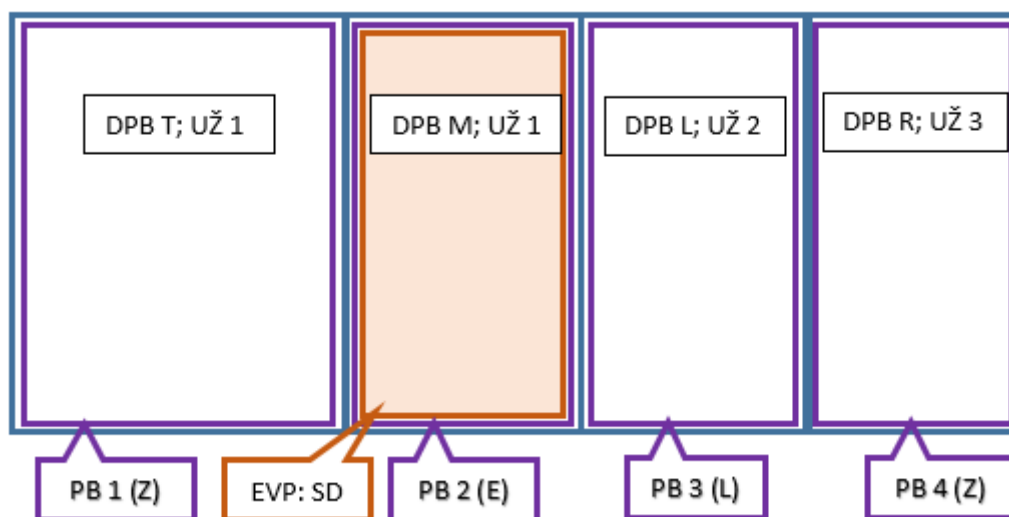 DPB T; UŽ 1
DPB M; UŽ 1
DPB L; UŽ 2
DPB R; UŽ 3
PB 1 (Z)
EVP: SD
PB 2 (E)
PB 3 (L)
PB 4 (Z)